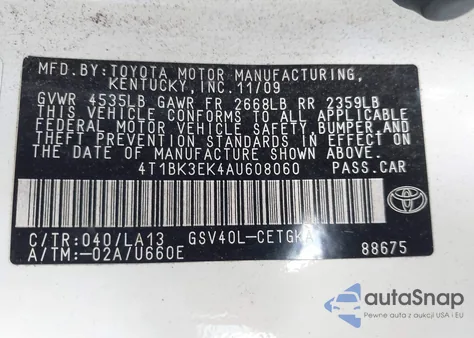 MFD. BY: TOYOTA MOTOR MANUFACTURING,
KENTUCKY, INC. 11/09
GVWR 4535LB GAWR FR 2668LB RR 2359LB
THIS VEHICLE CONFORMS TO ALL APPLICABLE
FEDERAL MOTOR VEHICLE SAFETY, BUMPER, AND
THEFT PREVENTION STANDARDS IN EFFECT ON
THE DATE OF MANUFACTURE SHOWN ABOVE.
4T1BK3EK4AU608060 PASS. CAR
TOYOTA
C/TR: 040/LA13 GSV40L-CETGKA
A/TM: -02A/U660E 88675
autoSnap
Pewne auta z aukcji USA i EU